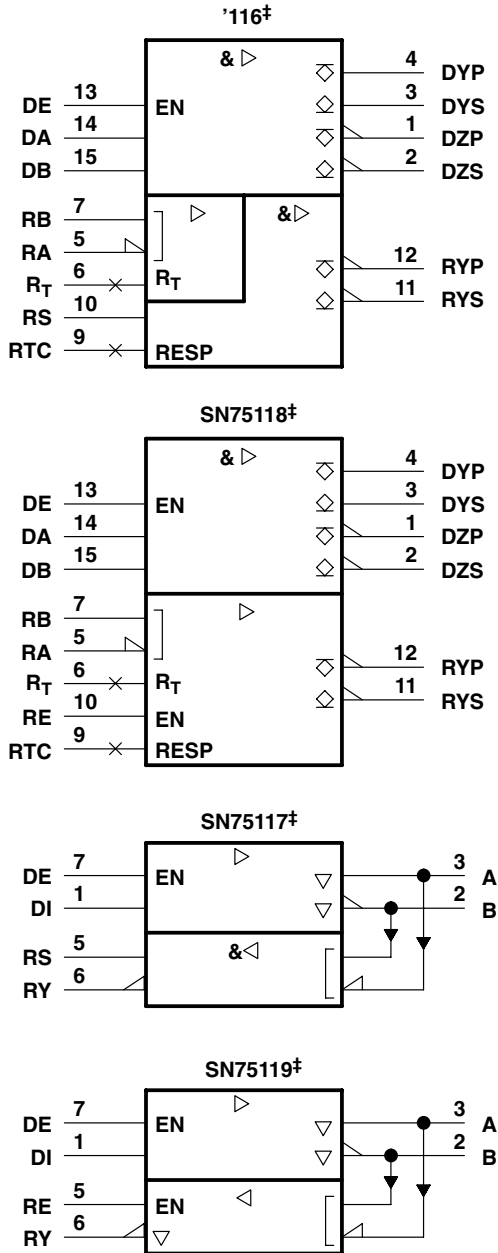 '116‡
& ▷
DE 13 EN
DA 14
DB 15
4 DYP
3 DYS
1 DZP
2 DZS
RB 7 ▷ &▷
RA 5
RT 6 RT
RS 10
RTC 9 RESP
12 RYP
11 RYS
SN75118‡
& ▷
DE 13 EN
DA 14
DB 15
4 DYP
3 DYS
1 DZP
2 DZS
RB 7 ▷
RA 5
RT 6 RT
RE 10 EN
RTC 9 RESP
12 RYP
11 RYS
SN75117‡
▷
DE 7 EN ▽ 3 A
DI 1 ▽ 2 B
RS 5 &◁
RY 6
SN75119‡
▷
DE 7 EN ▽ 3 A
DI 1 ▽ 2 B
RE 5 EN ◁
RY 6 ▽